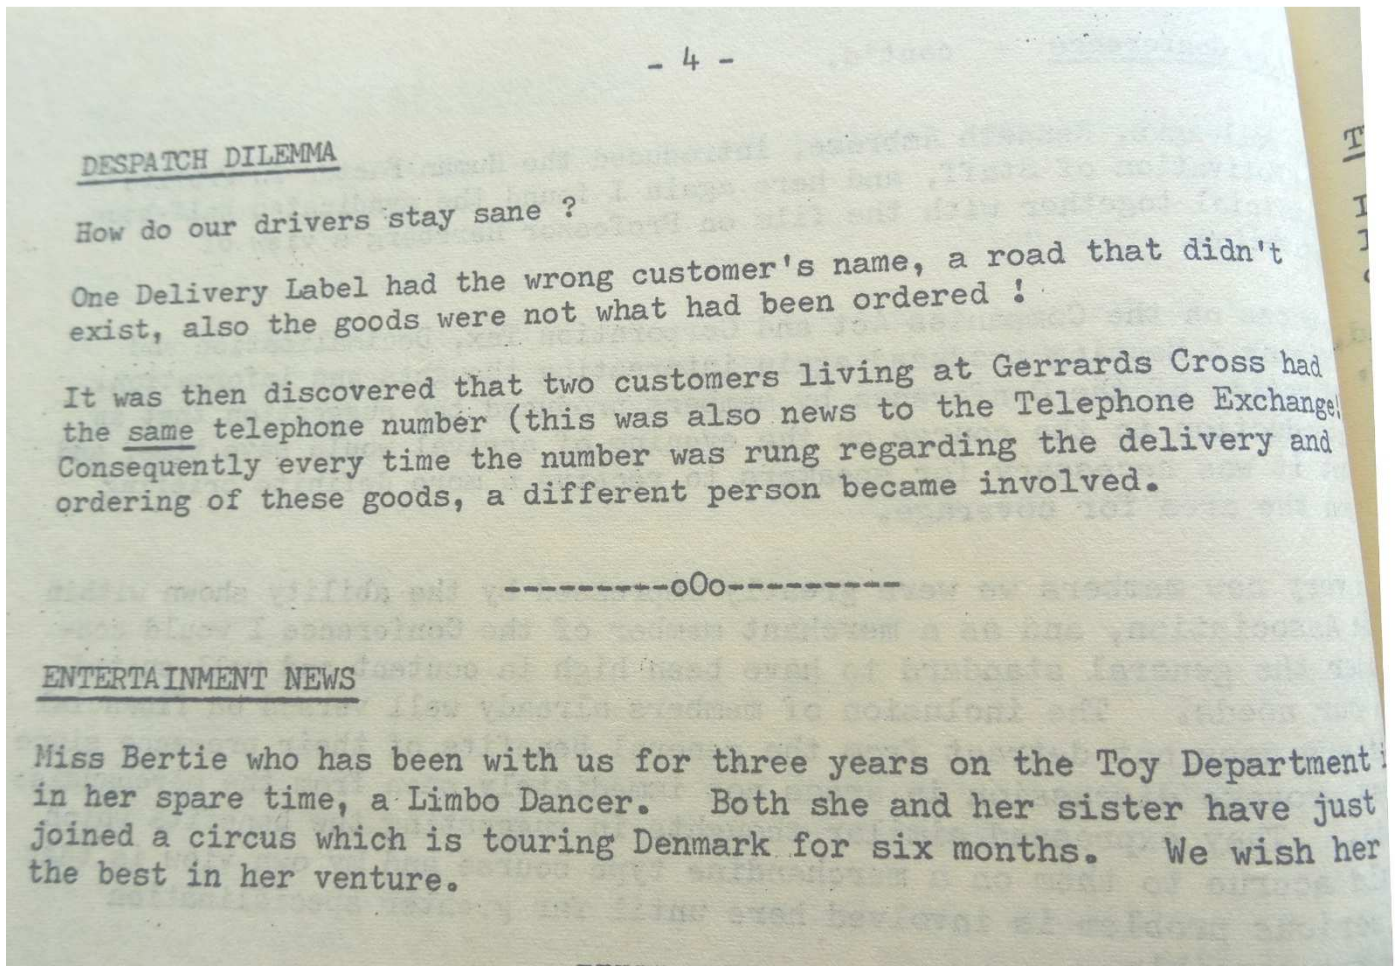 - 4 -
DESPATCH DILEMMA
How do our drivers stay sane ?
One Delivery Label had the wrong customer's name, a road that didn't
exist, also the goods were not what had been ordered !
It was then discovered that two customers living at Gerrards Cross had
the same telephone number (this was also news to the Telephone Exchange!
Consequently every time the number was rung regarding the delivery and
ordering of these goods, a different person became involved.
---------oOo---------
ENTERTAINMENT NEWS
Miss Bertie who has been with us for three years on the Toy Department i
in her spare time, a Limbo Dancer. Both she and her sister have just
joined a circus which is touring Denmark for six months. We wish her
the best in her venture.